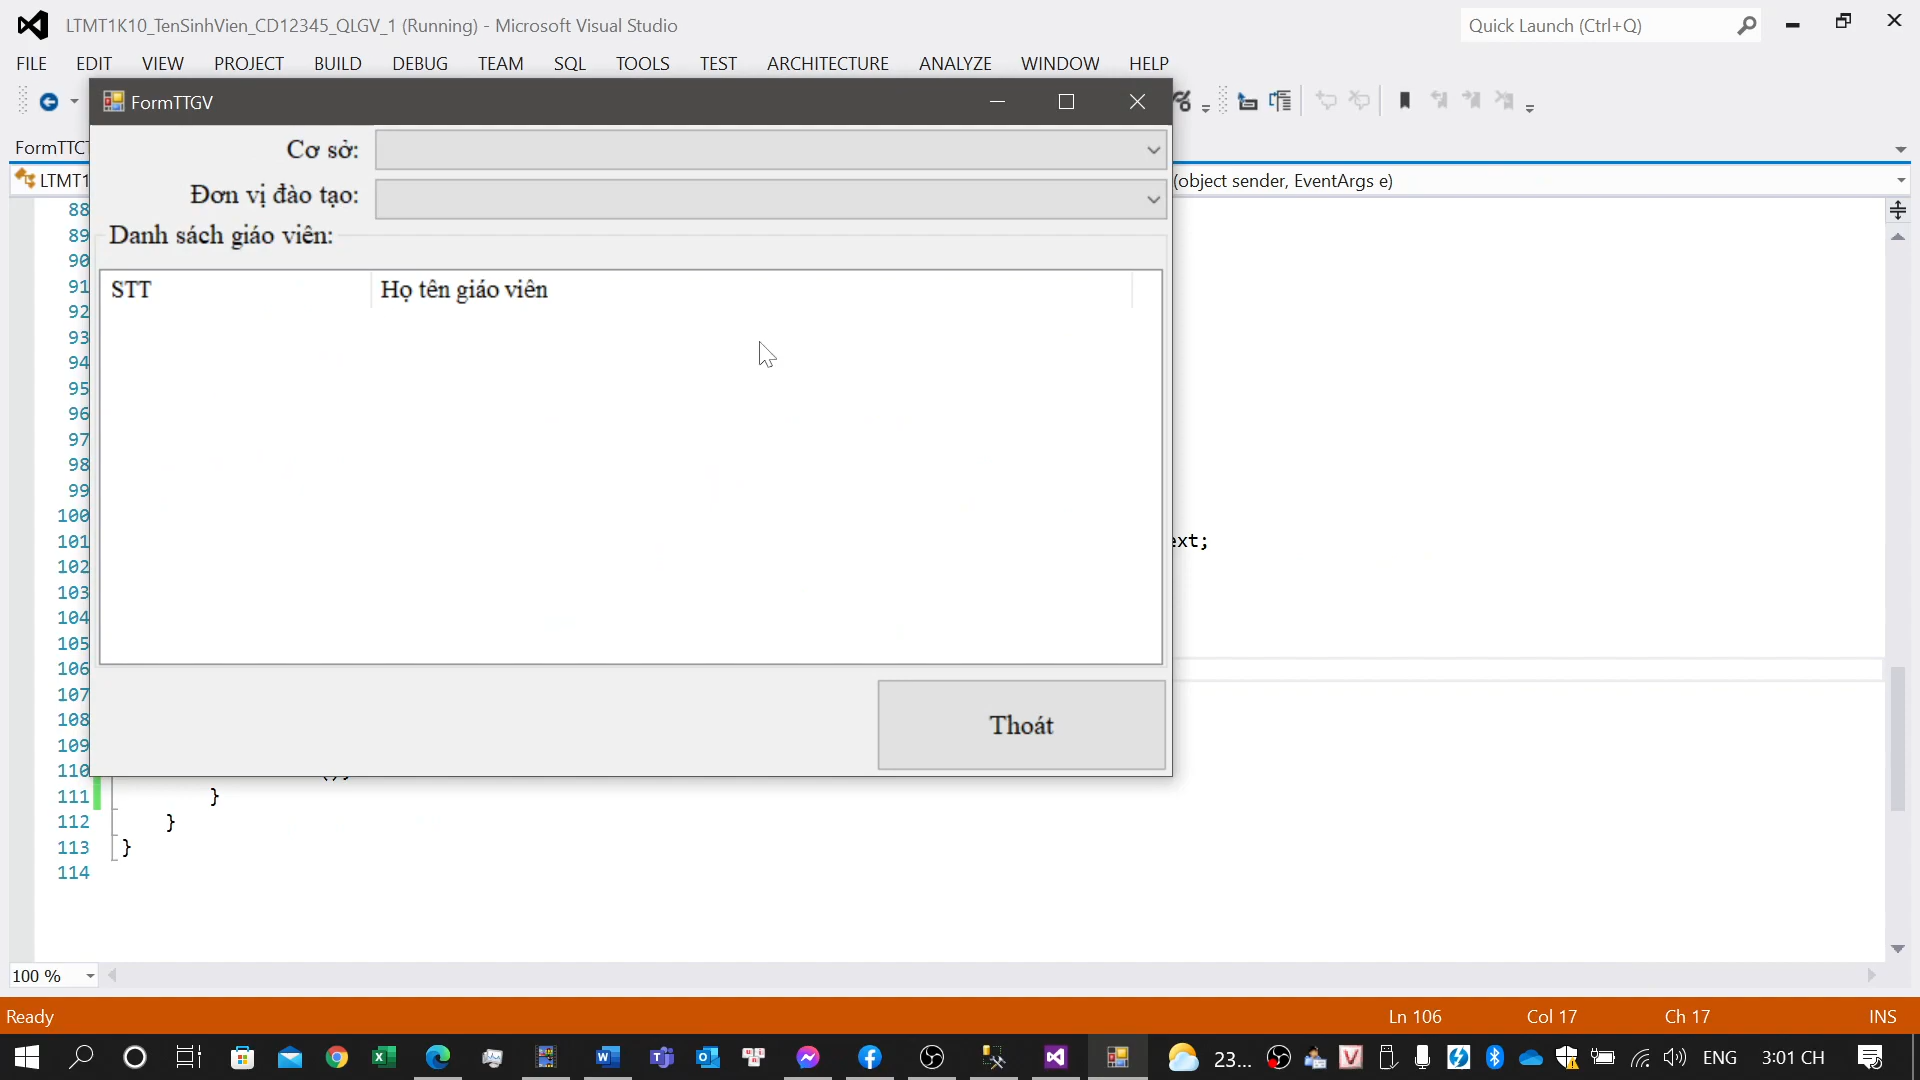 LTMT1K10_TenSinhVien_CD12345_QLGV_1 (Running) - Microsoft Visual Studio
Quick Launch (Ctrl+Q)
FILE EDIT VIEW PROJECT BUILD DEBUG TEAM SQL TOOLS TEST ARCHITECTURE ANALYZE WINDOW HELP
FormTTGV
FormTTC
Cơ sở:
LTMT1
(object sender, EventArgs e)
Đơn vị đào tạo:
88
89
Danh sách giáo viên:
90
91
STT Họ tên giáo viên
92
93
94
95
96
97
98
99
100
101
ext;
102
103
104
105
106
107
108
Thoát
109
110
111 }
112 }
113 }
114
100 %
Ready
Ln 106 Col 17 Ch 17 INS
23... ENG 3:01 CH